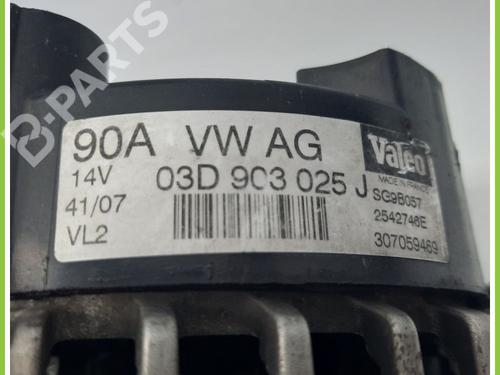 B-PARTS
90A VW AG
Valeo
MADE IN FRANCE
14V
03D 903 025 J
SG9B057
41/07
2542746E
VL2
307059469